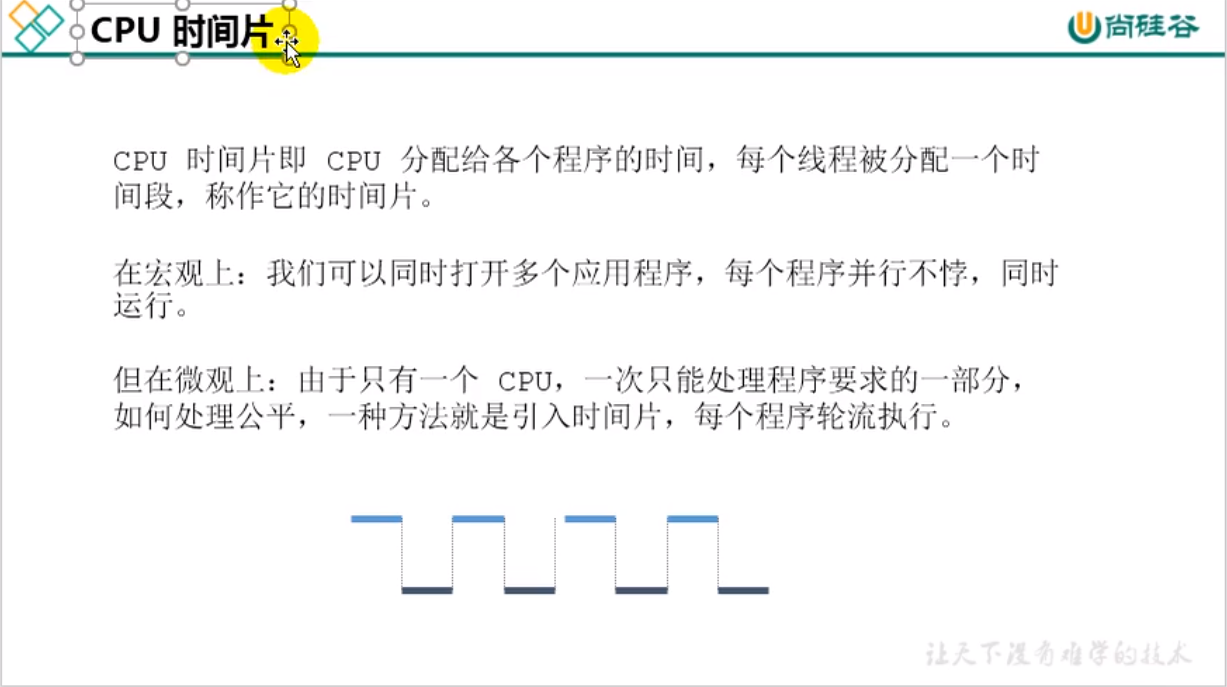 CPU 时间片
尚硅谷
CPU 时间片即 CPU 分配给各个程序的时间，每个线程被分配一个时
间段，称作它的时间片。
在宏观上：我们可以同时打开多个应用程序，每个程序并行不悖，同时
运行。
但在微观上：由于只有一个 CPU，一次只能处理程序要求的一部分，
如何处理公平，一种方法就是引入时间片，每个程序轮流执行。
让天下没有难学的技术